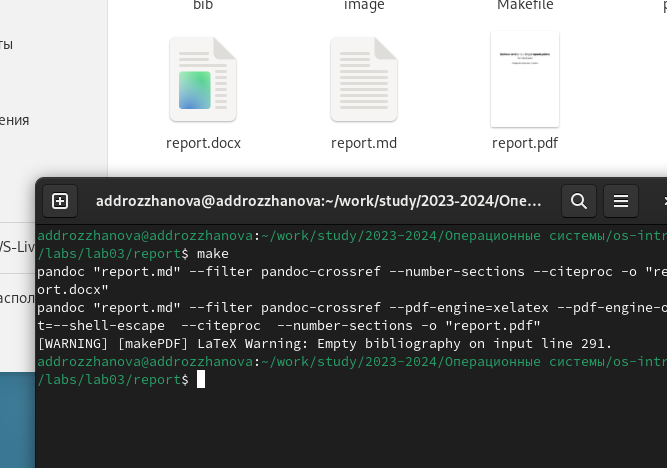 bib image Makefile
ты
ения
report.docx report.md report.pdf
addrozzhanova@addrozzhanova:~/work/study/2023-2024/Опе...
addrozzhanova@addrozzhanova:~/work/study/2023-2024/Операционные системы/os-intr
/labs/lab03/report$ make
pandoc "report.md" --filter pandoc-crossref --number-sections --citeproc -o "re
ort.docx"
pandoc "report.md" --filter pandoc-crossref --pdf-engine=xelatex --pdf-engine-o
t=--shell-escape  --citeproc  --number-sections -o "report.pdf"
[WARNING] [makePDF] LaTeX Warning: Empty bibliography on input line 291.
addrozzhanova@addrozzhanova:~/work/study/2023-2024/Операционные системы/os-intr
/labs/lab03/report$
/S-Liv
аспол